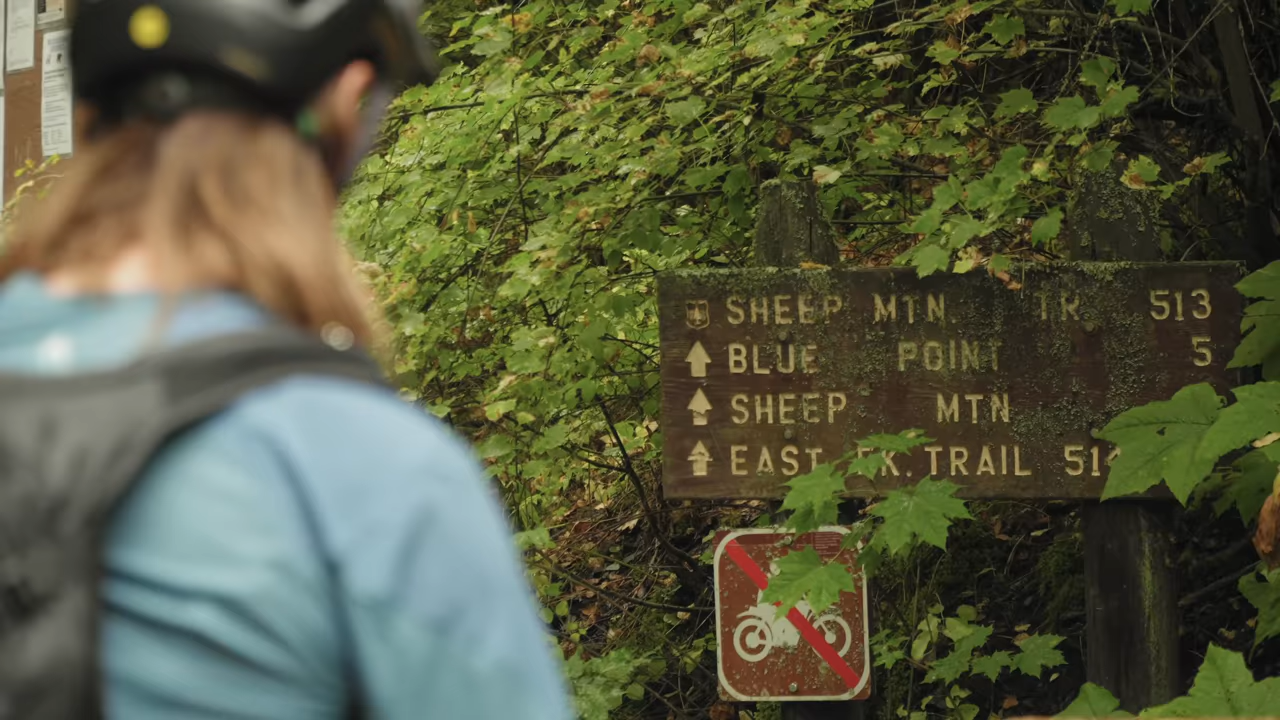 SHEEP MTN. TR. 513
BLUE POINT 5
SHEEP MTN
EAST FK. TRAIL